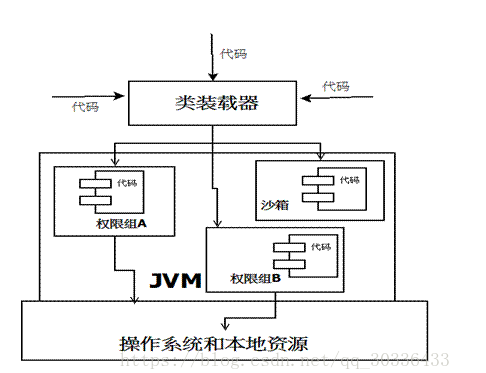 代码
代码
代码
类装载器
代码
权限组A
代码
沙箱
代码
权限组B
JVM
操作系统和本地资源
https://blog.csdn.net/qq_30336433